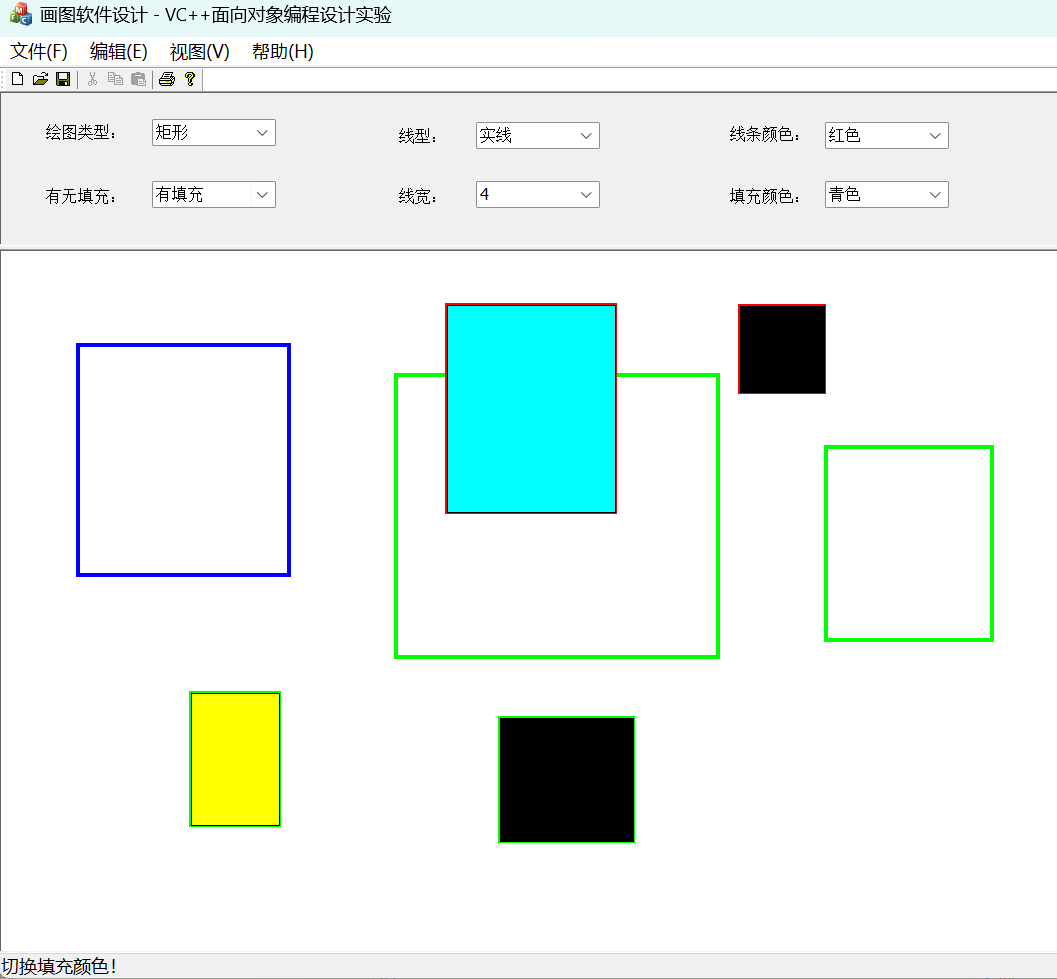 画图软件设计 - VC++面向对象编程设计实验
文件(F) 编辑(E) 视图(V) 帮助(H)
绘图类型： 矩形 线型： 实线 线条颜色： 红色
有无填充： 有填充 线宽： 4 填充颜色： 青色
切换填充颜色！